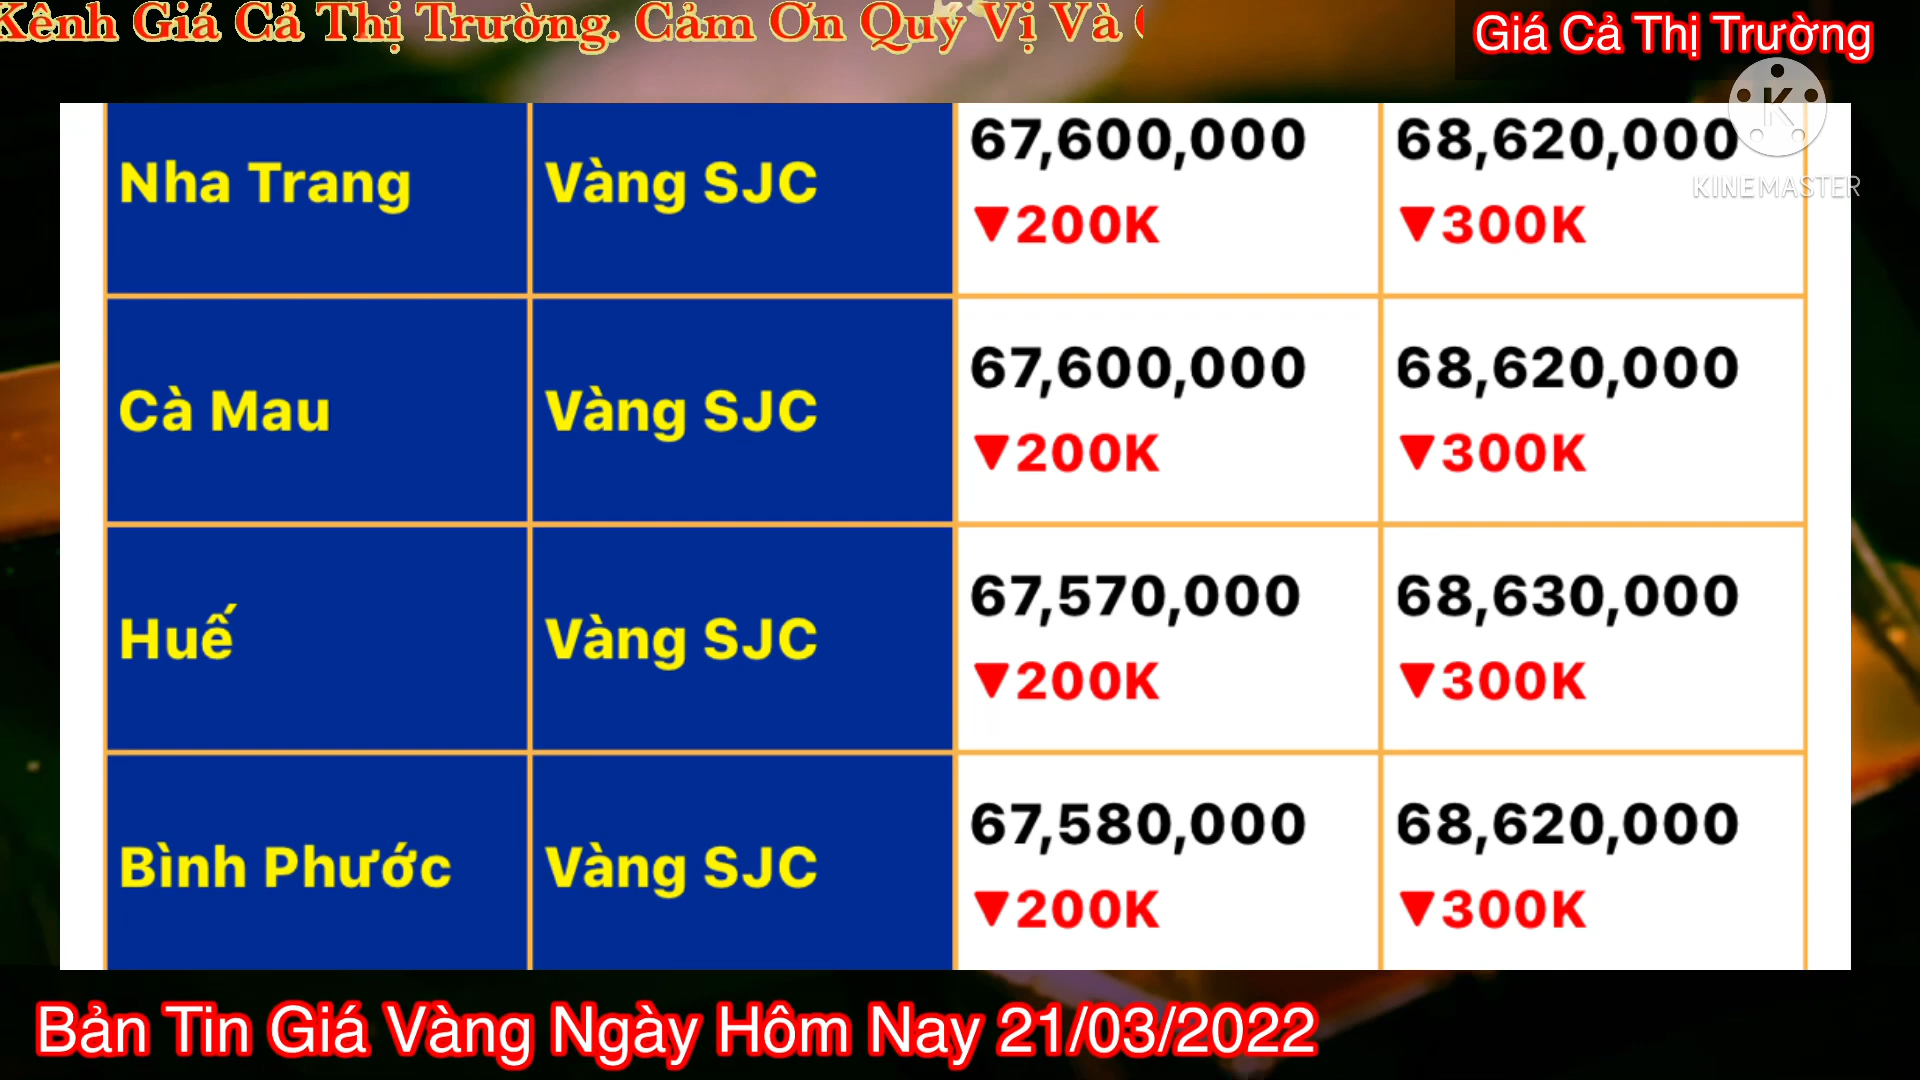 Kênh Giá Cả Thị Trường. Cảm Ơn Quý Vị Và
Giá Cả Thị Trường
K
KINEMASTER
Nha Trang Vàng SJC 67,600,000 68,620,000
▼200K ▼300K
Cà Mau Vàng SJC 67,600,000 68,620,000
▼200K ▼300K
Huế Vàng SJC 67,570,000 68,630,000
▼200K ▼300K
Bình Phước Vàng SJC 67,580,000 68,620,000
▼200K ▼300K
Bản Tin Giá Vàng Ngày Hôm Nay 21/03/2022